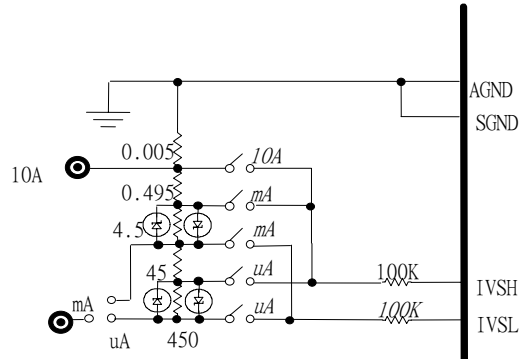 AGND
SGND
0.005
10A
10A
0.495
mA
4.5
mA
45
uA
100K
IVSH
mA
uA
100K
IVSL
uA
450